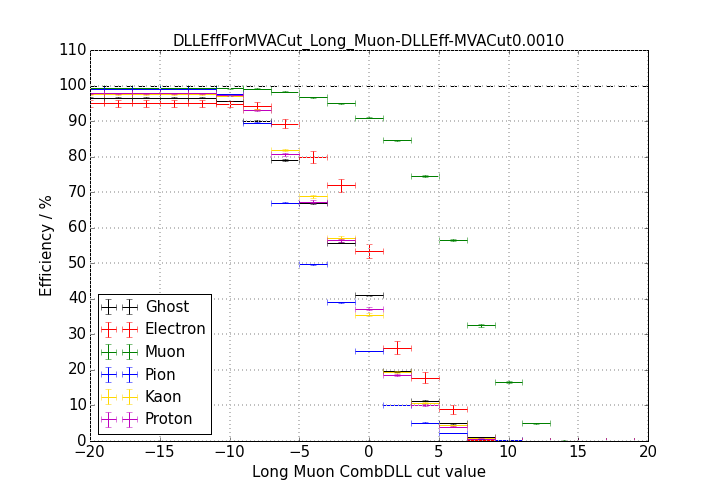 DLLEffForMVACut_Long_Muon-DLLEff-MVACut0.0010
110
100
90
80
70
60
50
40
30
20
10
0
Efficiency / %
Ghost
Electron
Muon
Pion
Kaon
Proton
−20 −15 −10 −5 0 5 10 15 20
Long Muon CombDLL cut value